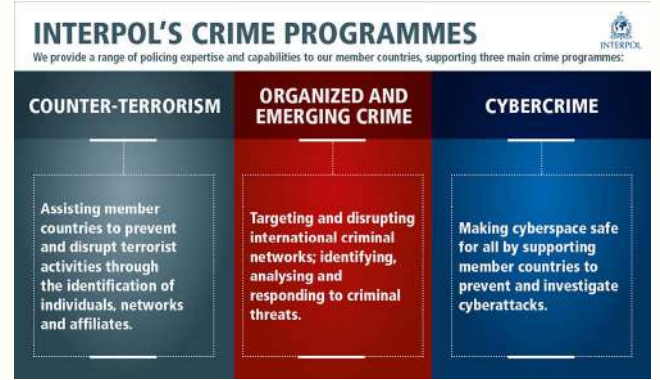 INTERPOL'S CRIME PROGRAMMES
We provide a range of policing expertise and capabilities to our member countries, supporting three main crime programmes:
INTERPOL
COUNTER-TERRORISM
Assisting member
countries to prevent
and disrupt terrorist
activities through
the identification of
individuals, networks
and affiliates.
ORGANIZED AND
EMERGING CRIME
Targeting and disrupting
international criminal
networks; identifying,
analysing and
responding to criminal
threats.
CYBERCRIME
Making cyberspace safe
for all by supporting
member countries to
prevent and investigate
cyberattacks.